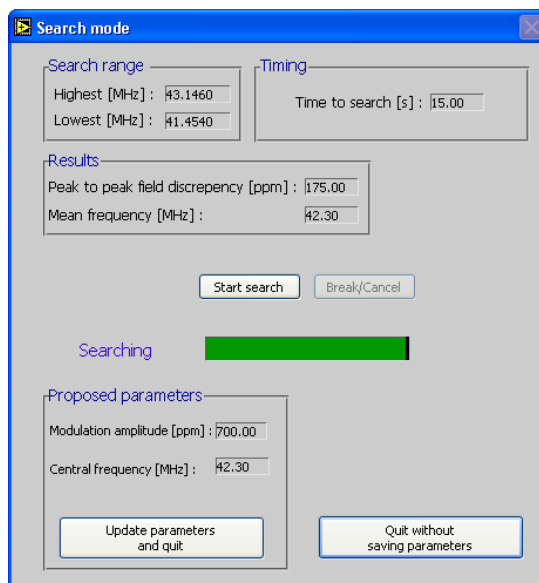 Search mode
Search range
Highest [MHz] : 43.1460
Lowest [MHz] : 41.4540
Timing
Time to search [s] : 15.00
Results
Peak to peak field discrepency [ppm] : 175.00
Mean frequency [MHz] : 42.30
Start search
Break/Cancel
Searching
Proposed parameters
Modulation amplitude [ppm] : 700.00
Central frequency [MHz] : 42.30
Update parameters
and quit
Quit without
saving parameters